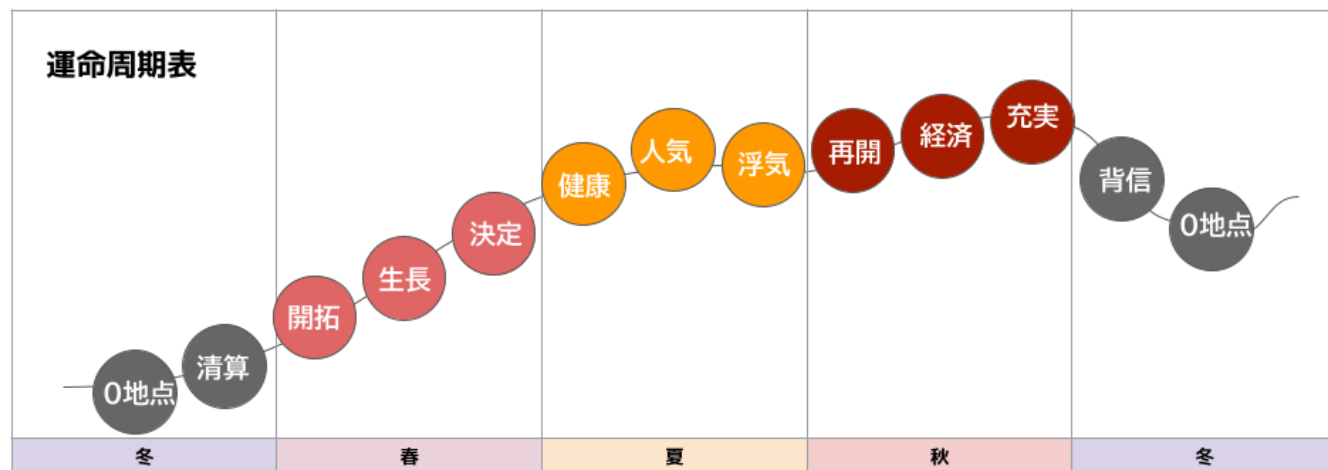 運命周期表
0地点
清算
開拓
生長
決定
健康
人気
浮気
再開
経済
充実
背信
0地点
冬
春
夏
秋
冬